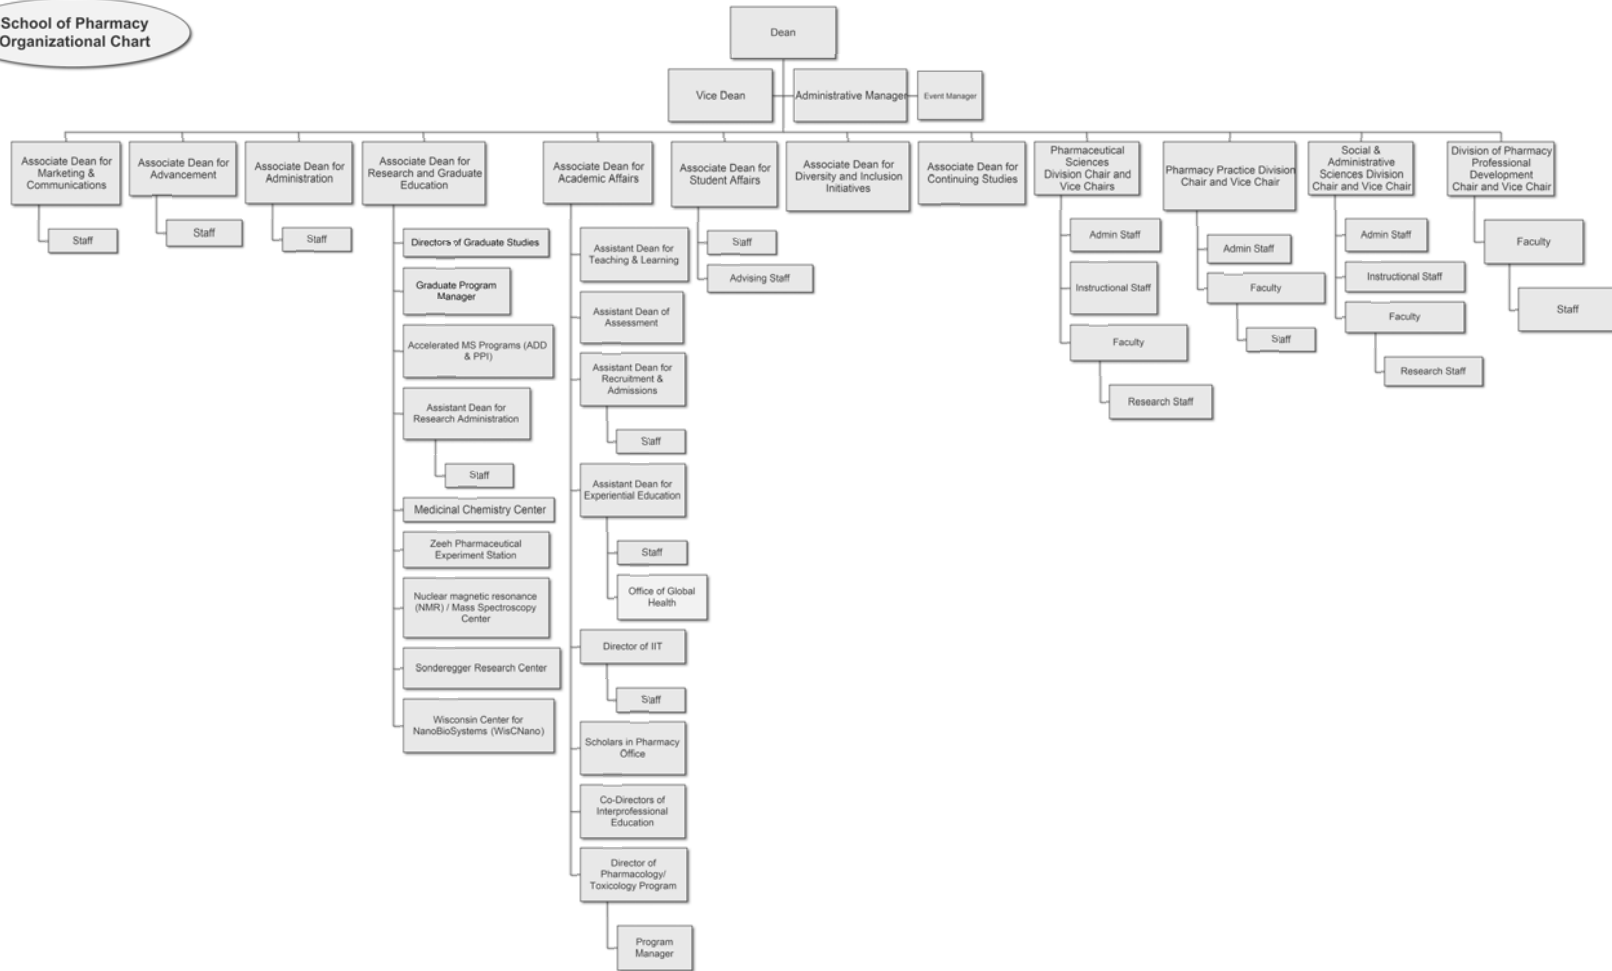 School of Pharmacy
Organizational Chart
Dean
Vice Dean
Administrative Manager
Event Manager
Associate Dean for
Marketing &
Communications
Staff
Associate Dean for
Advancement
Staff
Associate Dean for
Administration
Staff
Associate Dean for
Research and Graduate
Education
Directors of Graduate Studies
Graduate Program
Manager
Accelerated MS Programs (ADD
& PPI)
Assistant Dean for
Research Administration
Staff
Medicinal Chemistry Center
Zeeh Pharmaceutical
Experiment Station
Nuclear magnetic resonance
(NMR) / Mass Spectroscopy
Center
Sonderegger Research Center
Wisconsin Center for
NanoBioSystems (WisCNano)
Associate Dean for
Academic Affairs
Assistant Dean for
Teaching & Learning
Assistant Dean of
Assessment
Assistant Dean for
Recruitment &
Admissions
Staff
Assistant Dean for
Experiential Education
Staff
Office of Global
Health
Director of IIT
Staff
Scholars in Pharmacy
Office
Co-Directors of
Interprofessional
Education
Director of
Pharmacology/
Toxicology Program
Program
Manager
Associate Dean for
Student Affairs
Staff
Advising Staff
Associate Dean for
Diversity and Inclusion
Initiatives
Associate Dean for
Continuing Studies
Pharmaceutical
Sciences
Division Chair and
Vice Chairs
Admin Staff
Instructional Staff
Faculty
Research Staff
Pharmacy Practice Division
Chair and Vice Chair
Admin Staff
Faculty
Staff
Social &
Administrative
Sciences Division
Chair and Vice Chair
Admin Staff
Instructional Staff
Faculty
Research Staff
Division of Pharmacy
Professional
Development
Chair and Vice Chair
Faculty
Staff